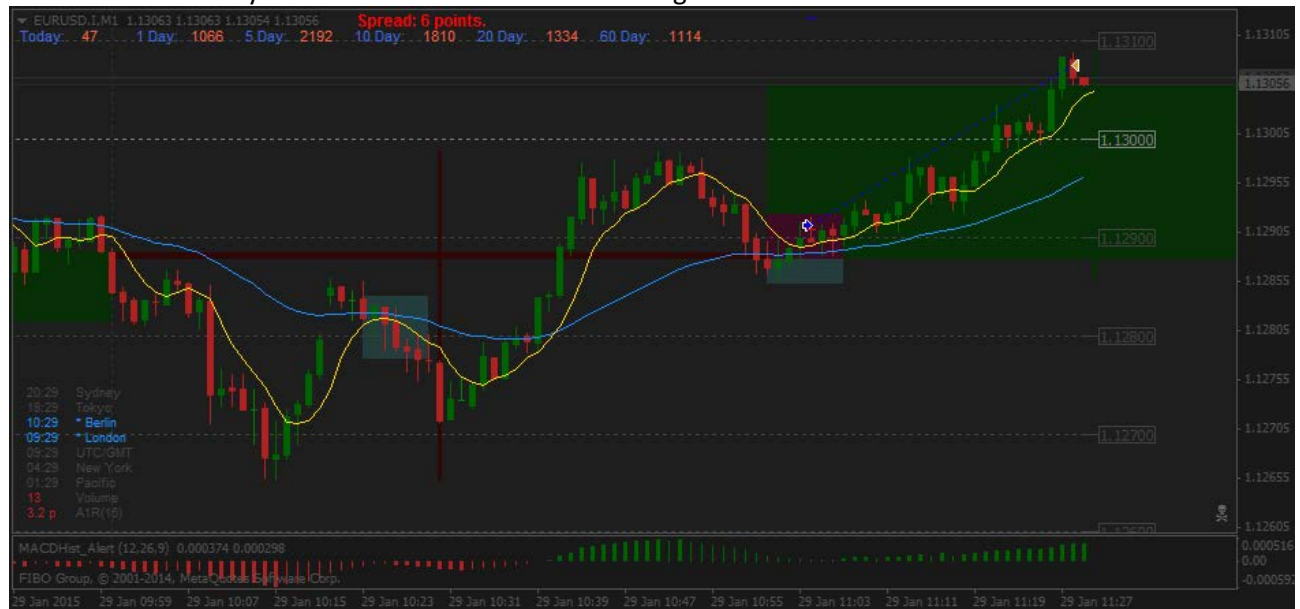 EURUSD.I,M1 1.13063 1.13063 1.13054 1.13056
Spread: 6 points.
Today: 47 1 Day: 1066 5 Day: 2192 10 Day: 1810 20 Day: 1334 60 Day: 1114
1.13100
1.13105
1.13056
1.13000
1.13005
1.12955
1.12900
1.12905
1.12855
1.12800
1.12805
1.12755
1.12700
1.12705
1.12655
1.12605
20:29 Sydney
18:29 Tokyo
10:29 * Berlin
09:29 * London
09:29 UTC/GMT
04:29 New York
01:29 Pacific
13 Volume
3.2 p ATR(15)
MACDHist_Alert (12,26,9) 0.000374 0.000298
0.000516
0.00
-0.000592
FIBO Group, © 2001-2014, MetaQuotes Software Corp.
29 Jan 2015 29 Jan 09:59 29 Jan 10:07 29 Jan 10:15 29 Jan 10:23 29 Jan 10:31 29 Jan 10:39 29 Jan 10:47 29 Jan 10:55 29 Jan 11:03 29 Jan 11:11 29 Jan 11:19 29 Jan 11:27